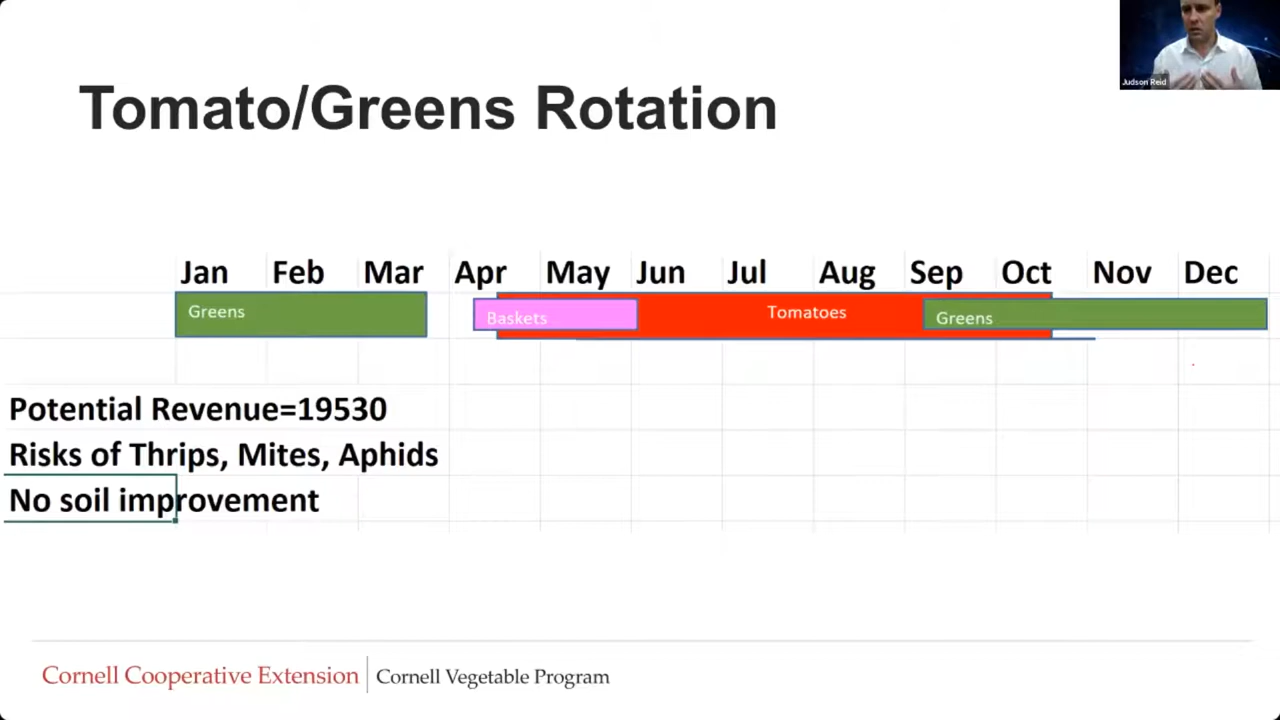 Judson Reid
Tomato/Greens Rotation
Jan Feb Mar Apr May Jun Jul Aug Sep Oct Nov Dec
Greens Baskets Tomatoes Greens
Potential Revenue=19530
Risks of Thrips, Mites, Aphids
No soil improvement
Cornell Cooperative Extension Cornell Vegetable Program